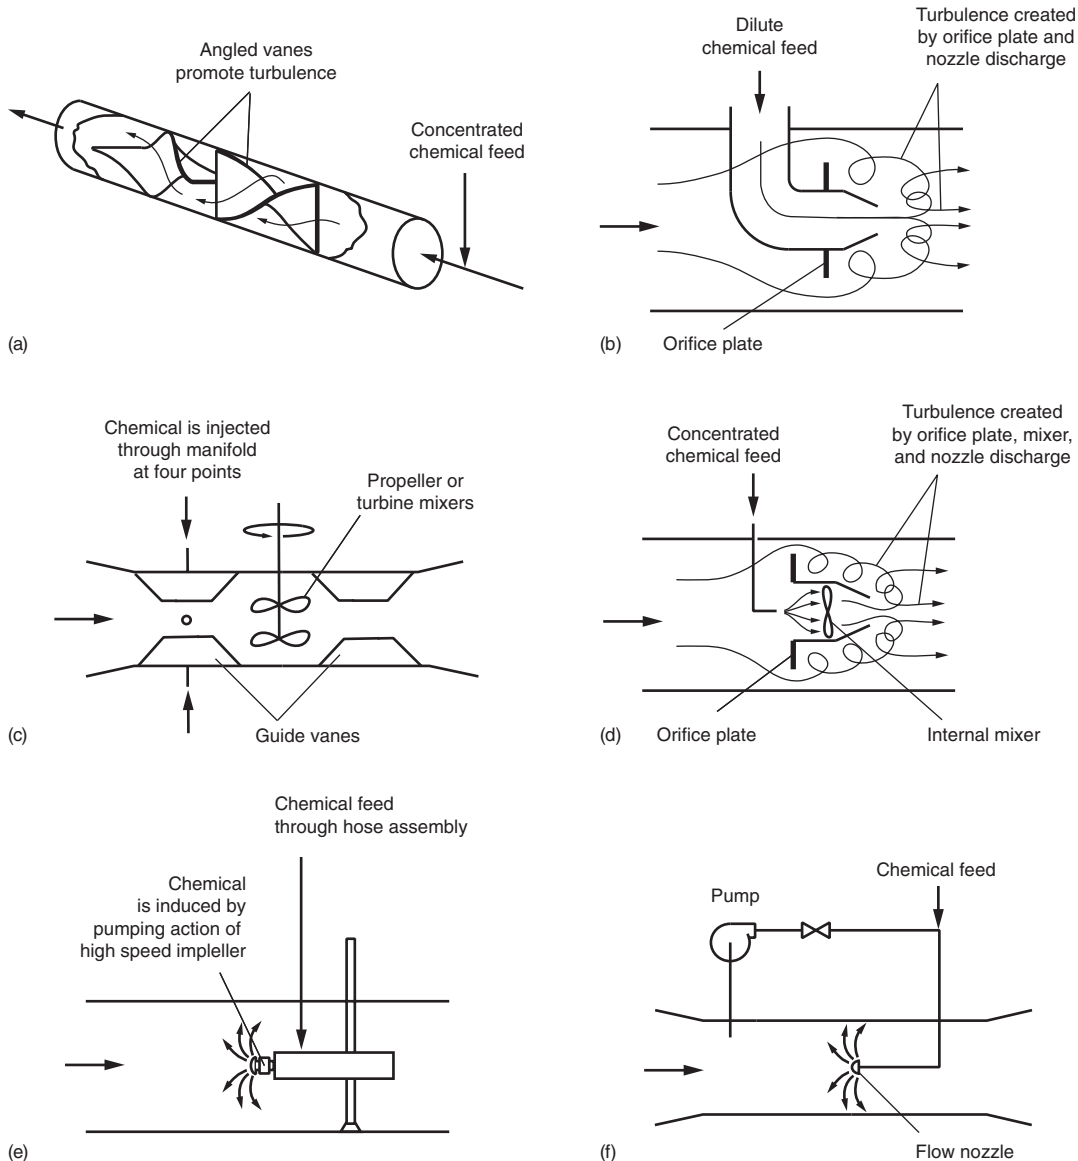 Angled vanes
promote turbulence
Concentrated
chemical feed
(a)
Dilute
chemical feed
Turbulence created
by orifice plate and
nozzle discharge
(b)
Orifice plate
Chemical is injected
through manifold
at four points
Propeller or
turbine mixers
(c)
Guide vanes
Concentrated
chemical feed
Turbulence created
by orifice plate, mixer,
and nozzle discharge
(d)
Orifice plate
Internal mixer
Chemical feed
through hose assembly
Chemical
is induced by
pumping action of
high speed impleller
(e)
Chemical feed
Pump
(f)
Flow nozzle